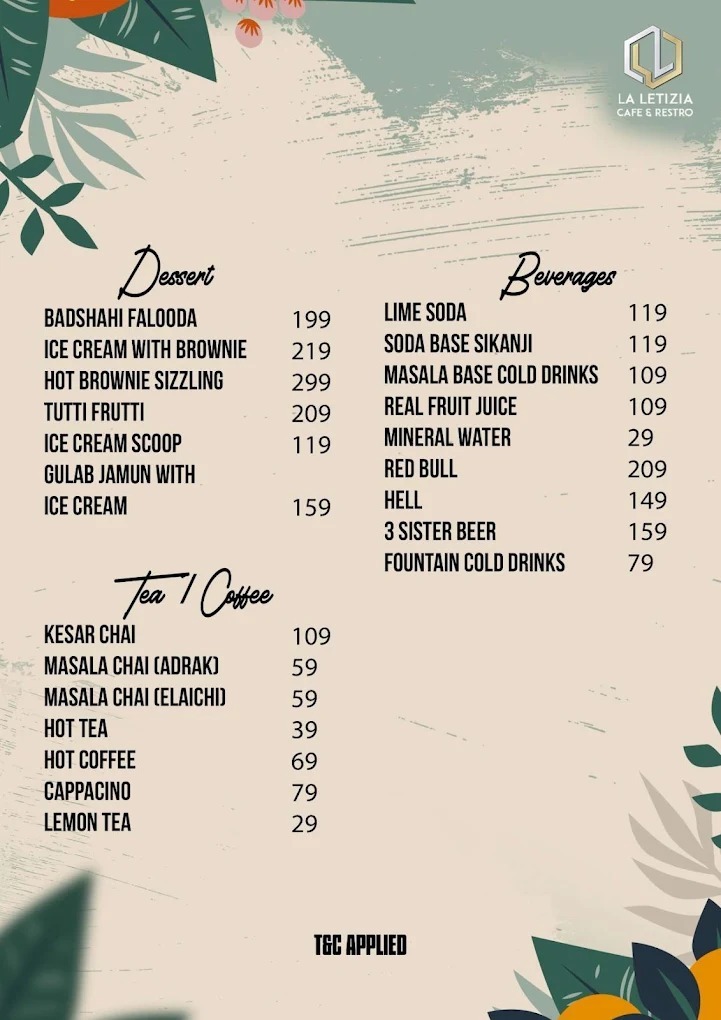 LA LETIZIA
CAFE & RESTRO
Dessert
BADSHAHI FALOODA 199
ICE CREAM WITH BROWNIE 219
HOT BROWNIE SIZZLING 299
TUTTI FRUTTI 209
ICE CREAM SCOOP 119
GULAB JAMUN WITH
ICE CREAM 159
Tea / Coffee
KESAR CHAI 109
MASALA CHAI (ADRAK) 59
MASALA CHAI (ELAICHI) 59
HOT TEA 39
HOT COFFEE 69
CAPPACINO 79
LEMON TEA 29
Beverages
LIME SODA 119
SODA BASE SIKANJI 119
MASALA BASE COLD DRINKS 109
REAL FRUIT JUICE 109
MINERAL WATER 29
RED BULL 209
HELL 149
3 SISTER BEER 159
FOUNTAIN COLD DRINKS 79
T&C APPLIED